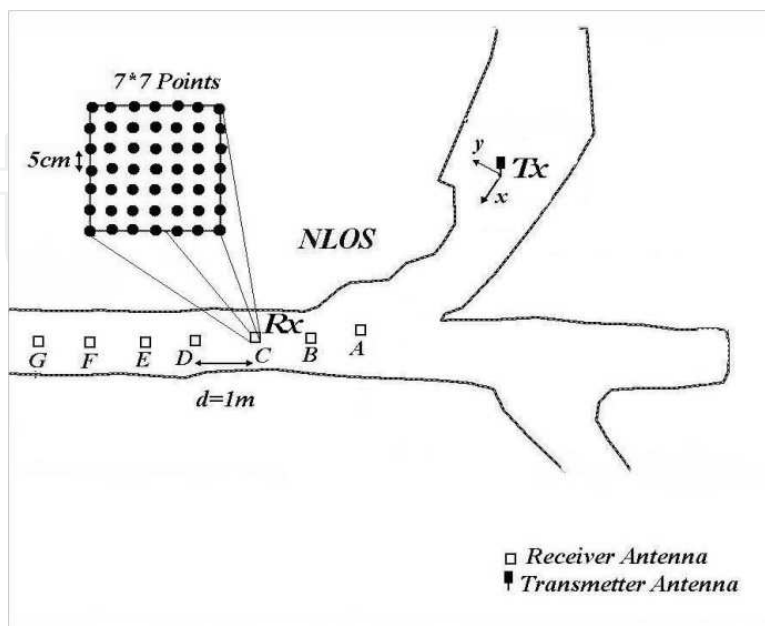 7*7 Points
5cm
y
Tx
x
NLOS
Rx
G F E D C B A
d=1m
Receiver Antenna
Transmetter Antenna